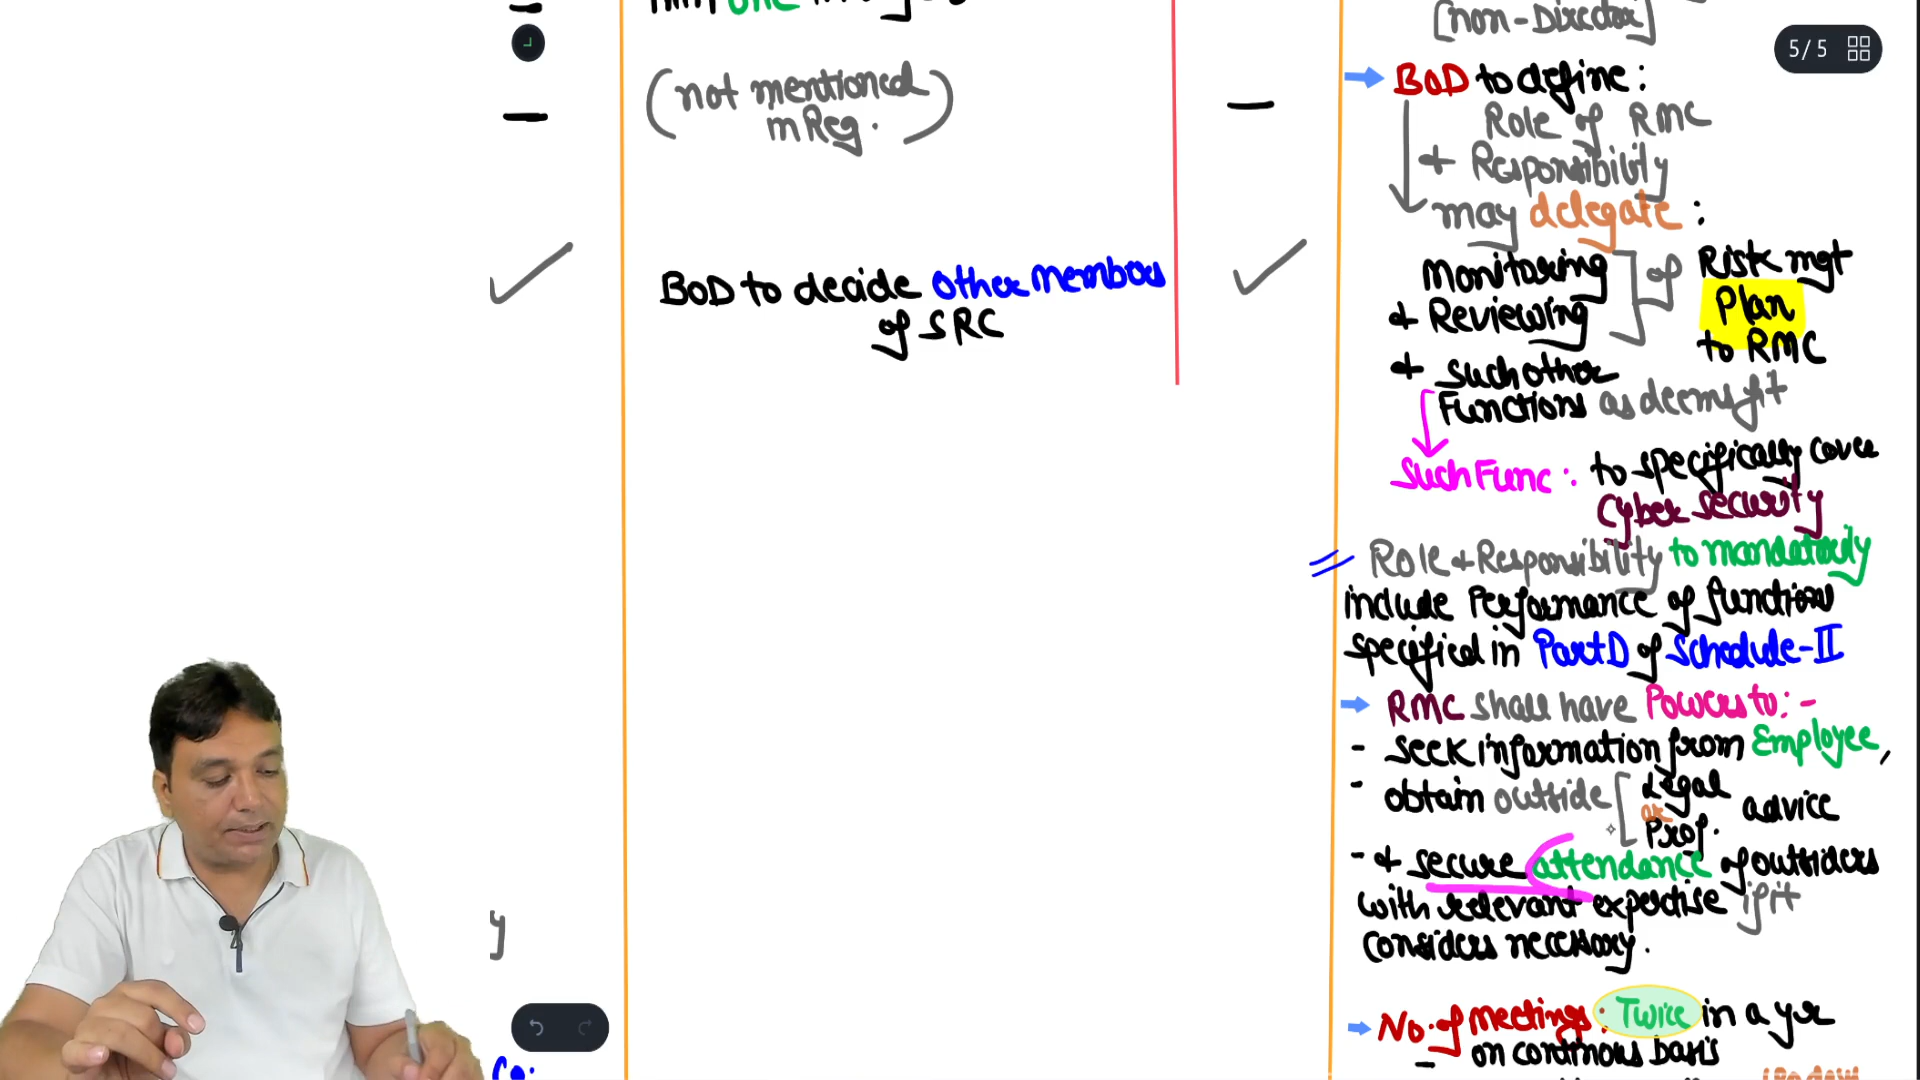 [non-Director]
5/5
(not mentioned
in Reg.)
BoD to decide other members
of SRC
→ BoD to define:
Role of RMC
+ Responsibility
may delegate:
Monitoring
+ Reviewing
of Risk mgt
Plan
to RMC
+ such other
Functions as deems fit
Such Func: to specifically cover
Cyber security
Role + Responsibility to mandatorily
include Performance of functions
specified in Part D of Schedule-II
→ RMC shall have Powers to:-
- Seek information from Employee,
- obtain outside Legal
or
Prof. advice
- + secure attendance of outsiders
with relevant expertise if it
considers necessary.
y
→ No. of meetings: Twice in a yr
on continous basis
Co: